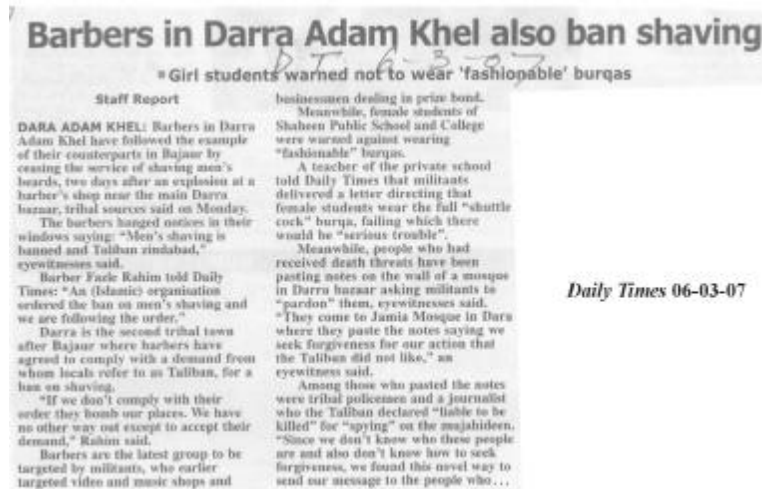 Barbers in Darra Adam Khel also ban shaving
D T 6-3-07
Girl students warned not to wear 'fashionable' burqas
Staff Report
DARA ADAM KHEL: Barbers in Darra
Adam Khel have followed the example
of their counterparts in Bajaur by
ceasing the service of shaving men's
beards, two days after an explosion at a
barber's shop near the main Darra
bazaar, tribal sources said on Monday.
The barbers hanged notices in their
windows saying: "Men's shaving is
banned and Taliban zindabad,"
eyewitnesses said.
Barber Fazle Rahim told Daily
Times: "An (Islamic) organisation
ordered the ban on men's shaving and
we are following the order."
Darra is the second tribal town
after Bajaur where barbers have
agreed to comply with a demand from
whom locals refer to as Taliban, for a
ban on shaving.
"If we don't comply with their
order they bomb our places. We have
no other way out except to accept their
demand," Rahim said.
Barbers are the latest group to be
targeted by militants, who earlier
targeted video and music shops and
businessmen dealing in prize bond.
Meanwhile, female students of
Shaheen Public School and College
were warned against wearing
"fashionable" burqas.
A teacher of the private school
told Daily Times that militants
delivered a letter directing that
female students wear the full "shuttle
cock" burqa, failing which there
would be "serious trouble".
Meanwhile, people who had
received death threats have been
pasting notes on the wall of a mosque
in Darra bazaar asking militants to
"pardon" them, eyewitnesses said.
"They come to Jamia Mosque in Dara
where they paste the notes saying we
seek forgiveness for our action that
the Taliban did not like," an
eyewitness said.
Among those who pasted the notes
were tribal policemen and a journalist
who the Taliban declared "liable to be
killed" for "spying" on the mujahideen.
"Since we don't know who these people
are and also don't know how to seek
forgiveness, we found this novel way to
send our message to the people who...
Daily Times 06-03-07